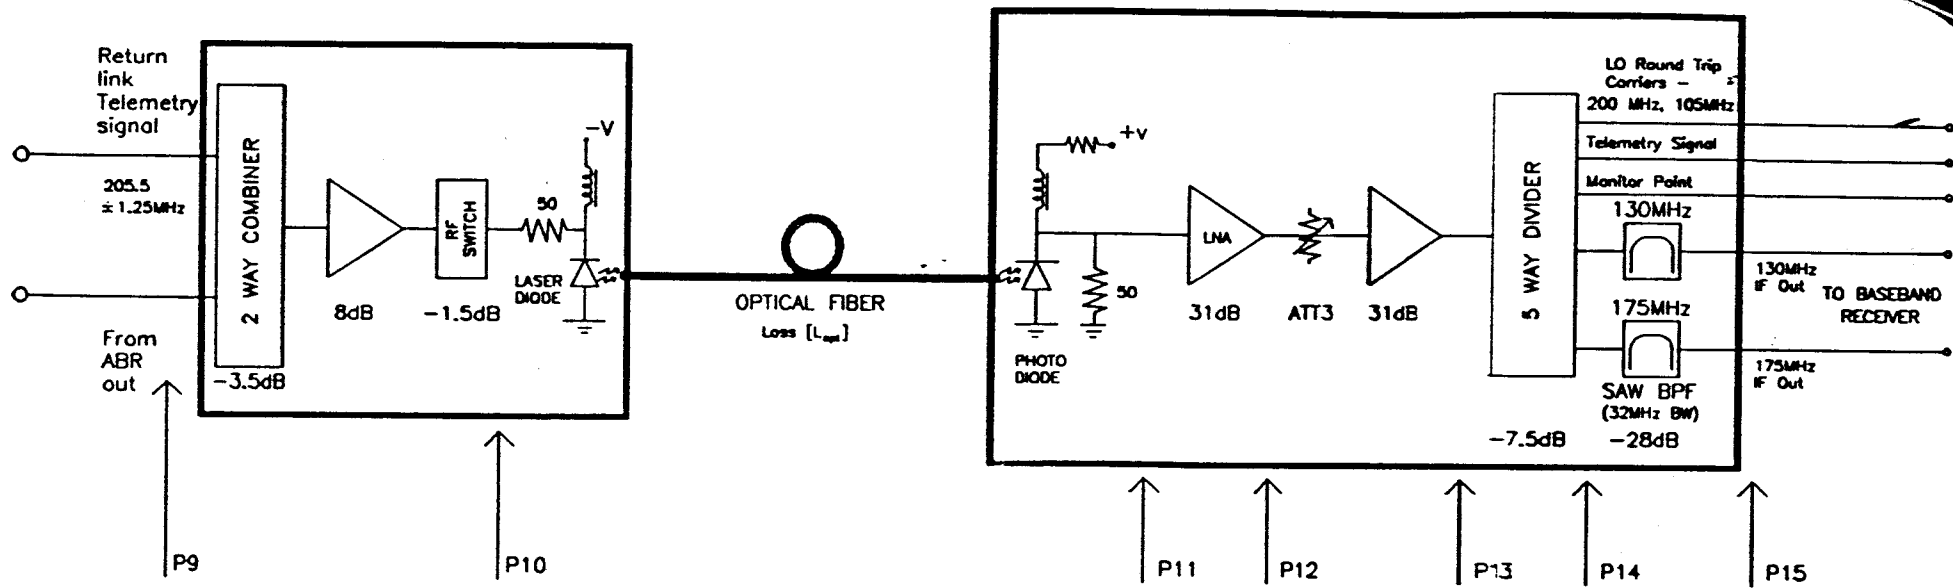 Return
link
Telemetry
signal
205.5
±1.25MHz
From
ABR
out
2 WAY COMBINER
-3.5dB
8dB
RF
SWITCH
-1.5dB
50
-V
LASER
DIODE
OPTICAL FIBER
Loss [Lopt]
+v
50
PHOTO
DIODE
LNA
31dB
ATT3
31dB
5 WAY DIVIDER
-7.5dB
LO Round Trip
Carriers -
200 MHz, 105MHz
Telemetry Signal
Monitor Point
130MHz
130MHz
IF Out
175MHz
175MHz
IF Out
SAW BPF
(32MHz BW)
-28dB
TO BASEBAND
RECEIVER
P9
P10
P11
P12
P13
P14
P15